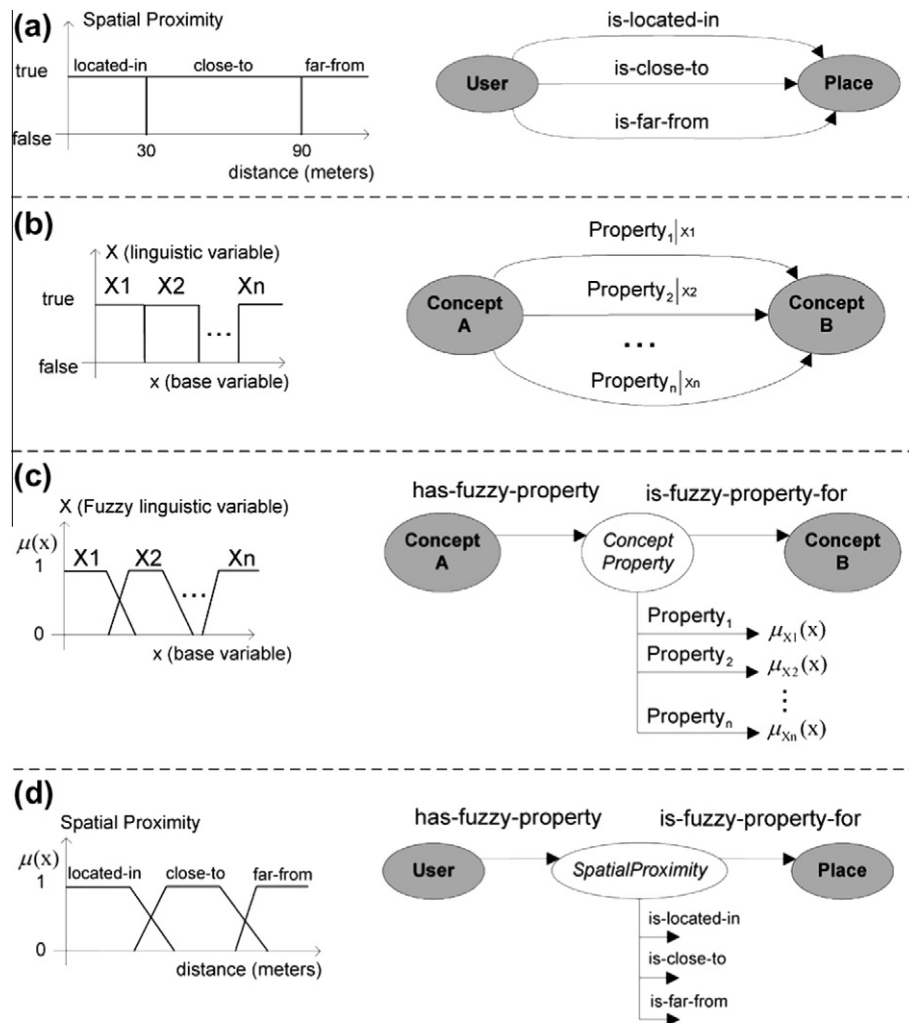 (a)
Spatial Proximity
true
located-in
close-to
far-from
false
30
90
distance (meters)
is-located-in
User
is-close-to
Place
is-far-from
(b)
X (linguistic variable)
X1
X2
Xn
true
...
false
x (base variable)
Property1|X1
Concept
A
Property2|X2
...
Propertyn|Xn
Concept
B
(c)
X (Fuzzy linguistic variable)
μ(x)
1
X1
X2
Xn
...
0
x (base variable)
has-fuzzy-property
is-fuzzy-property-for
Concept
A
Concept
Property
Concept
B
Property1
μX1(x)
Property2
μX2(x)
⋮
Propertyn
μXn(x)
(d)
Spatial Proximity
μ(x)
1
located-in
close-to
far-from
0
distance (meters)
has-fuzzy-property
is-fuzzy-property-for
User
SpatialProximity
Place
is-located-in
is-close-to
is-far-from